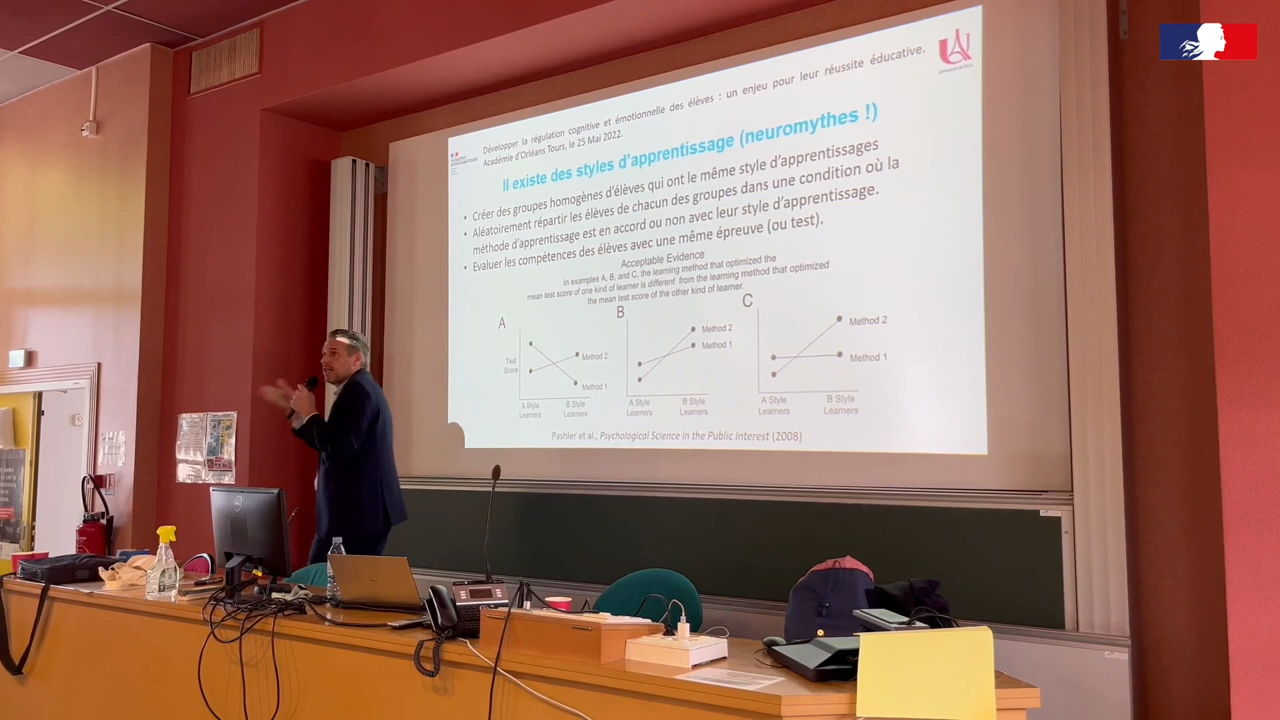 Développer la régulation cognitive et émotionnelle des élèves : un enjeu pour leur réussite éducative.
Académie d'Orléans Tours, le 25 Mai 2022.
Il existe des styles d'apprentissage (neuromythes !)
• Créer des groupes homogènes d'élèves qui ont le même style d'apprentissages
• Aléatoirement répartir les élèves de chacun des groupes dans une condition où la
méthode d'apprentissage est en accord ou non avec leur style d'apprentissage.
• Evaluer les compétences des élèves avec une même épreuve (ou test).
Acceptable Evidence
In examples A, B, and C, the learning method that optimized the
mean test score of one kind of learner is different from the learning method that optimized
the mean test score of the other kind of learner.
A
Test
Score
Method 2
Method 1
A Style
Learners
B Style
Learners
B
Method 2
Method 1
A Style
Learners
B Style
Learners
C
Method 2
Method 1
A Style
Learners
B Style
Learners
Pashler et al., Psychological Science in the Public Interest (2008)